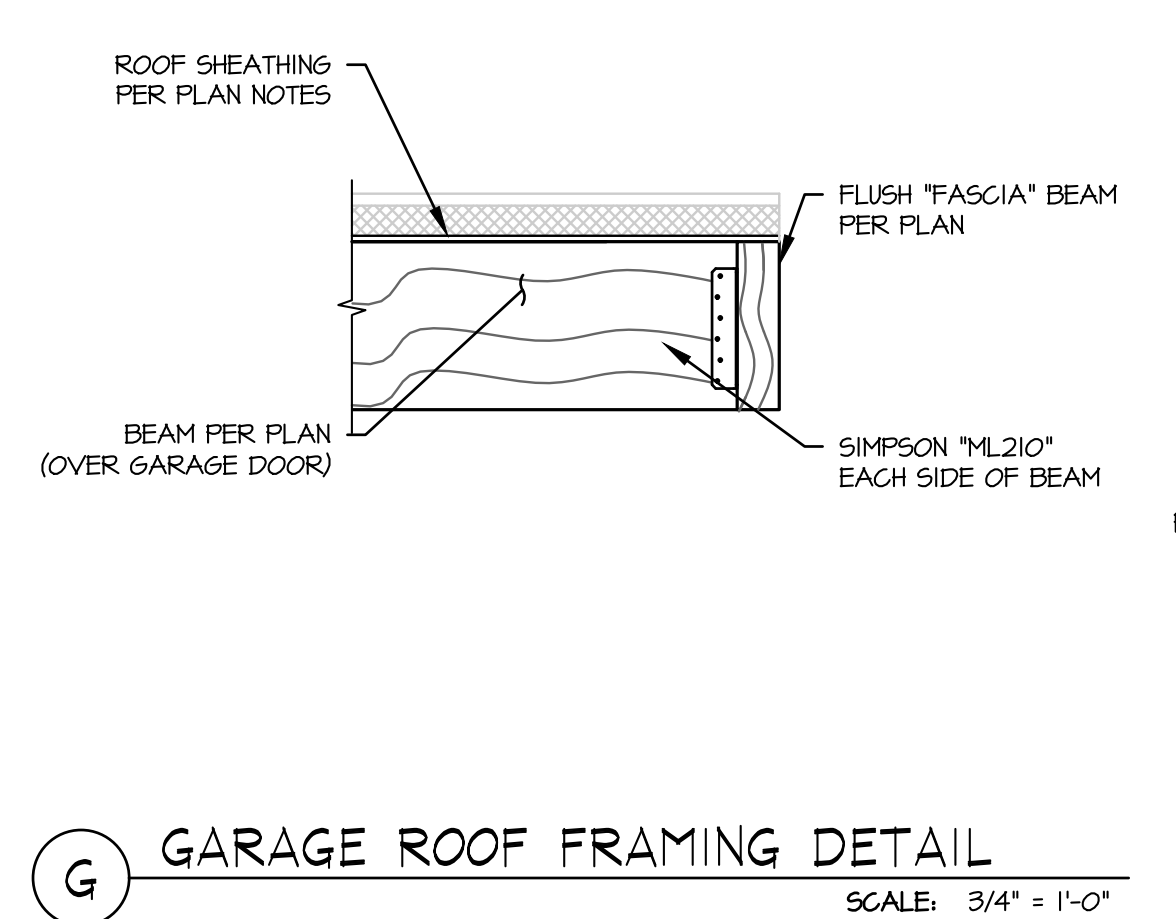 ROOF SHEATHING
PER PLAN NOTES
FLUSH "FASCIA" BEAM
PER PLAN
BEAM PER PLAN
(OVER GARAGE DOOR)
SIMPSON "ML210"
EACH SIDE OF BEAM
G
GARAGE ROOF FRAMING DETAIL
SCALE: 3/4" = 1'-0"